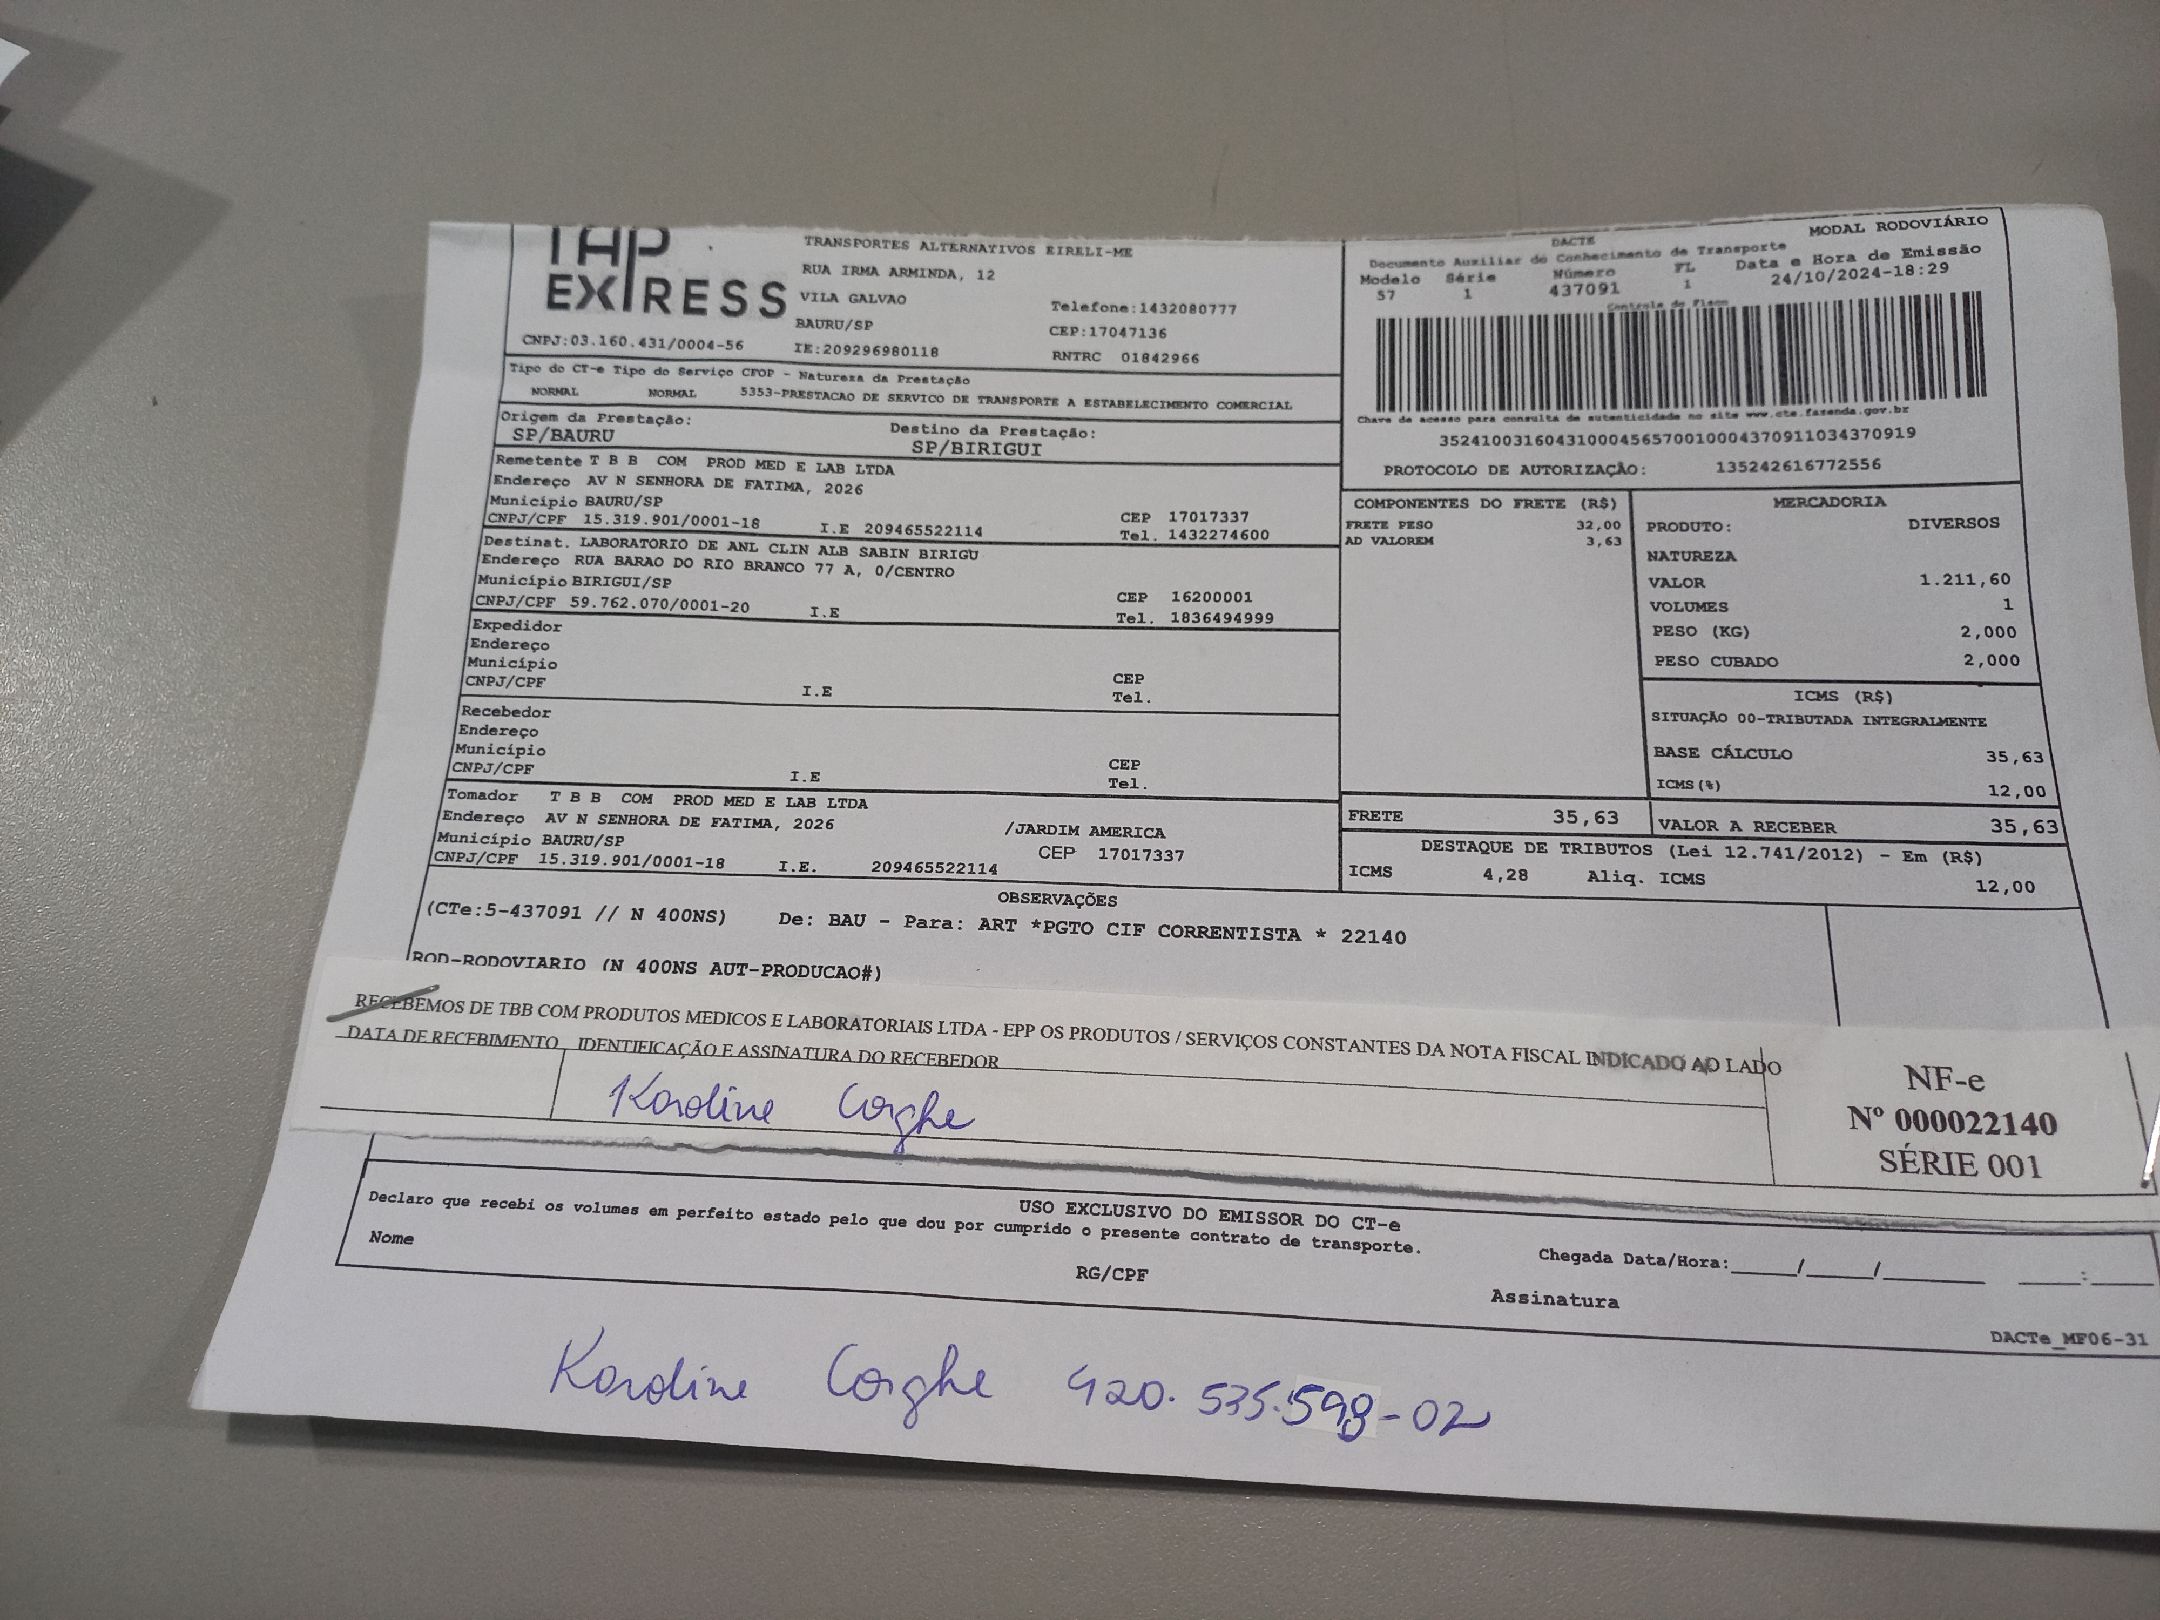 TAP
EXPRESS
TRANSPORTES ALTERNATIVOS EIRELI-ME
RUA IRMA ARMINDA, 12
VILA GALVAO
Telefone:1432080777
BAURU/SP
CEP:17047136
CNPJ:03.160.431/0004-56
IE:209296980118
RNTRC 01842966
MODAL RODOVIÁRIO
DACTE
Documento Auxiliar do Conhecimento de Transporte
Modelo Série Número FL Data e Hora de Emissão
57 1 437091 1 24/10/2024-18:29
Controle do Fisco
Chave de acesso para consulta de autenticidade no site www.cte.fazenda.gov.br
35241003160431000456570010004370911034370919
PROTOCOLO DE AUTORIZAÇÃO: 135242616772556
Tipo do CT-e Tipo do Serviço CFOP - Natureza da Prestação
NORMAL NORMAL 5353-PRESTACAO DE SERVICO DE TRANSPORTE A ESTABELECIMENTO COMERCIAL
Origem da Prestação: Destino da Prestação:
SP/BAURU SP/BIRIGUI
Remetente T B B COM PROD MED E LAB LTDA
Endereço AV N SENHORA DE FATIMA, 2026
Município BAURU/SP CEP 17017337
CNPJ/CPF 15.319.901/0001-18 I.E 209465522114 Tel. 1432274600
Destinat. LABORATORIO DE ANL CLIN ALB SABIN BIRIGU
Endereço RUA BARAO DO RIO BRANCO 77 A, 0/CENTRO
Município BIRIGUI/SP CEP 16200001
CNPJ/CPF 59.762.070/0001-20 I.E Tel. 1836494999
Expedidor
Endereço
Município CEP
CNPJ/CPF I.E Tel.
Recebedor
Endereço
Município CEP
CNPJ/CPF I.E Tel.
Tomador T B B COM PROD MED E LAB LTDA
Endereço AV N SENHORA DE FATIMA, 2026 /JARDIM AMERICA
Município BAURU/SP CEP 17017337
CNPJ/CPF 15.319.901/0001-18 I.E. 209465522114
COMPONENTES DO FRETE (R$)
FRETE PESO 32,00
AD VALOREM 3,63
MERCADORIA
PRODUTO: DIVERSOS
NATUREZA
VALOR 1.211,60
VOLUMES 1
PESO (KG) 2,000
PESO CUBADO 2,000
ICMS (R$)
SITUAÇÃO 00-TRIBUTADA INTEGRALMENTE
BASE CÁLCULO 35,63
ICMS(%) 12,00
FRETE 35,63 VALOR A RECEBER 35,63
DESTAQUE DE TRIBUTOS (Lei 12.741/2012) - Em (R$)
ICMS 4,28 Aliq. ICMS 12,00
OBSERVAÇÕES
(CTe:5-437091 // N 400NS) De: BAU - Para: ART *PGTO CIF CORRENTISTA * 22140
ROD-RODOVIARIO (N 400NS AUT-PRODUCAO#)
RECEBEMOS DE TBB COM PRODUTOS MEDICOS E LABORATORIAIS LTDA - EPP OS PRODUTOS / SERVIÇOS CONSTANTES DA NOTA FISCAL INDICADO AO LADO
DATA DE RECEBIMENTO IDENTIFICAÇÃO E ASSINATURA DO RECEBEDOR
Karoline Corghe
NF-e
Nº 000022140
SÉRIE 001
USO EXCLUSIVO DO EMISSOR DO CT-e
Declaro que recebi os volumes em perfeito estado pelo que dou por cumprido o presente contrato de transporte.
Nome RG/CPF Assinatura Chegada Data/Hora:_____/_____/________ ___:_____
DACTe_MF06-31
Karoline Corghe 420.535.598-02